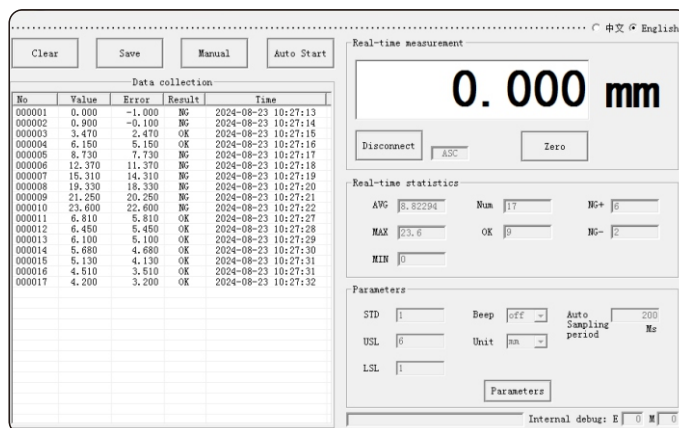 中文 English
Clear Save Manual Auto Start
Data collection
No Value Error Result Time
000001 0.000 -1.000 NG 2024-08-23 10:27:13
000002 0.900 -0.100 NG 2024-08-23 10:27:14
000003 3.470 2.470 OK 2024-08-23 10:27:15
000004 6.150 5.150 OK 2024-08-23 10:27:16
000005 8.730 7.730 NG 2024-08-23 10:27:17
000006 12.370 11.370 NG 2024-08-23 10:27:18
000007 15.310 14.310 NG 2024-08-23 10:27:19
000008 19.330 18.330 NG 2024-08-23 10:27:20
000009 21.250 20.250 NG 2024-08-23 10:27:21
000010 23.600 22.600 NG 2024-08-23 10:27:22
000011 6.810 5.810 OK 2024-08-23 10:27:27
000012 6.450 5.450 OK 2024-08-23 10:27:28
000013 6.100 5.100 OK 2024-08-23 10:27:29
000014 5.680 4.680 OK 2024-08-23 10:27:30
000015 5.130 4.130 OK 2024-08-23 10:27:31
000016 4.510 3.510 OK 2024-08-23 10:27:31
000017 4.200 3.200 OK 2024-08-23 10:27:32
Real-time measurement
0.000 mm
Disconnect ASC Zero
Real-time statistics
AVG 8.82294 Num 17 NG+ 6
MAX 23.6 OK 9 NG- 2
MIN 0
Parameters
STD 1 Beep off Auto Sampling period 200 Ms
USL 6 Unit mm
LSL 1
Parameters
Internal debug: E 0 M 0